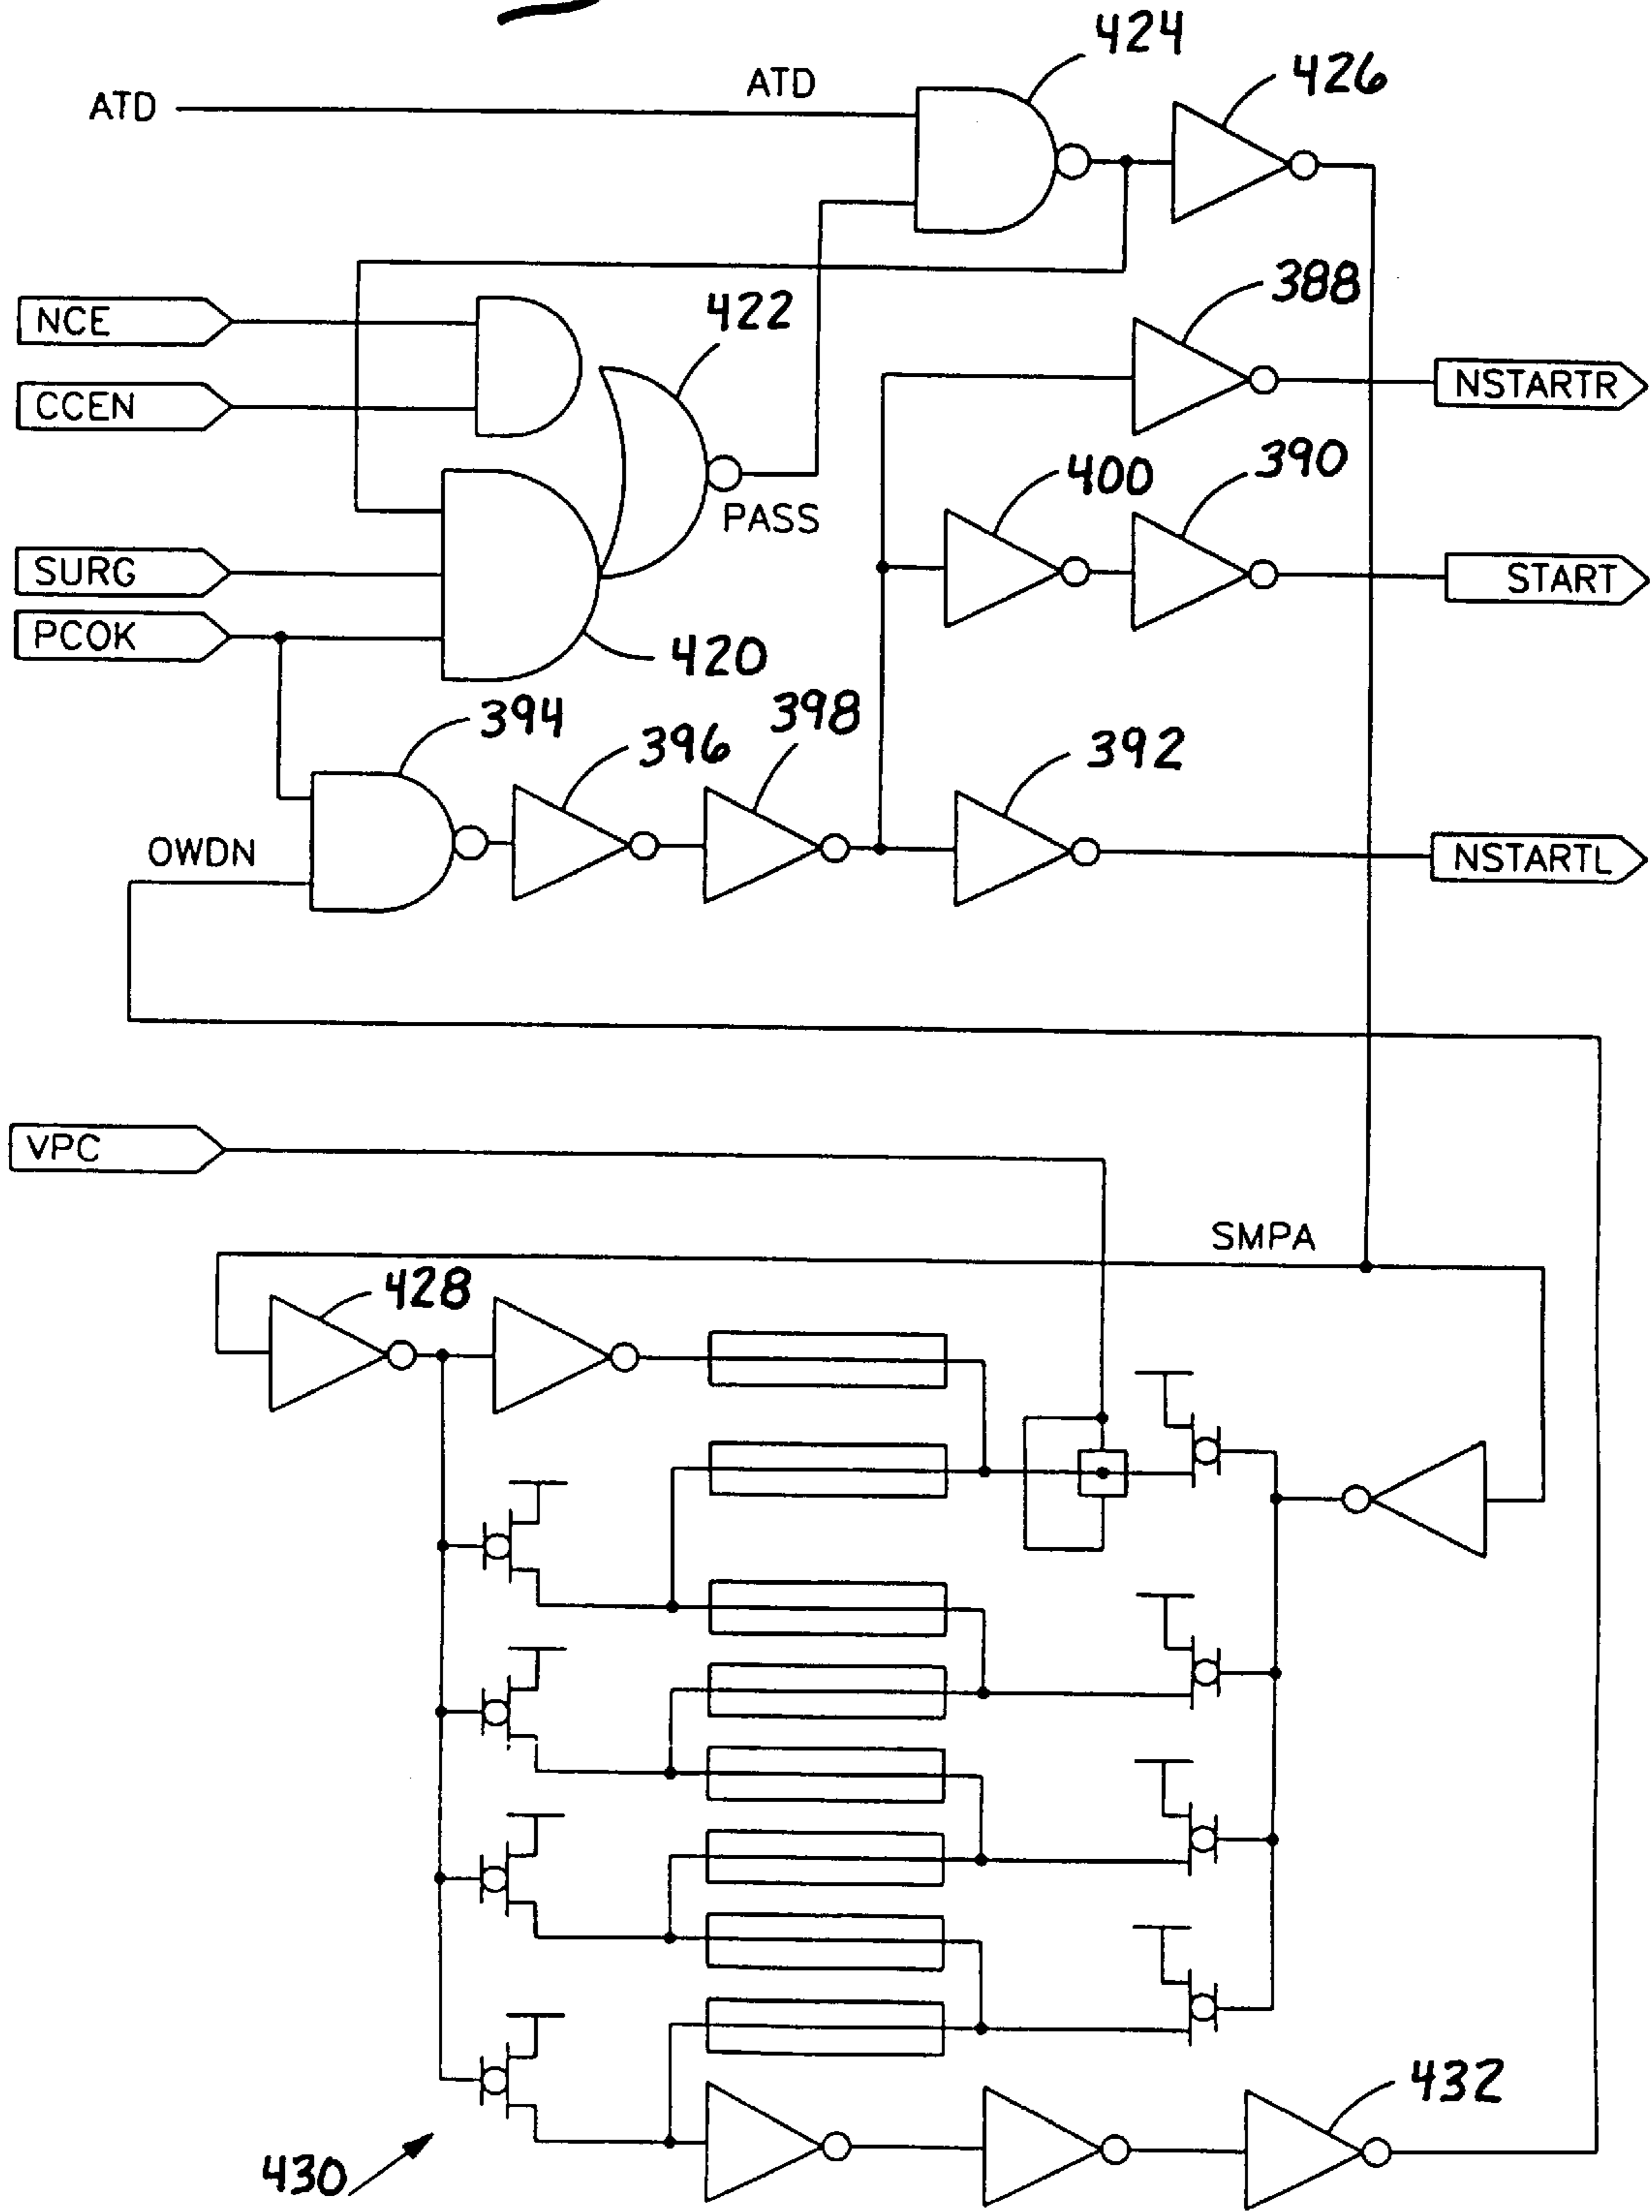 424
426
ATD
ATD
NCE
422
388
CCEN
NSTARTR
400
390
PASS
SURG
START
PCOK
420
394
396
398
392
OWDN
NSTARTL
VPC
SMPA
428
432
430